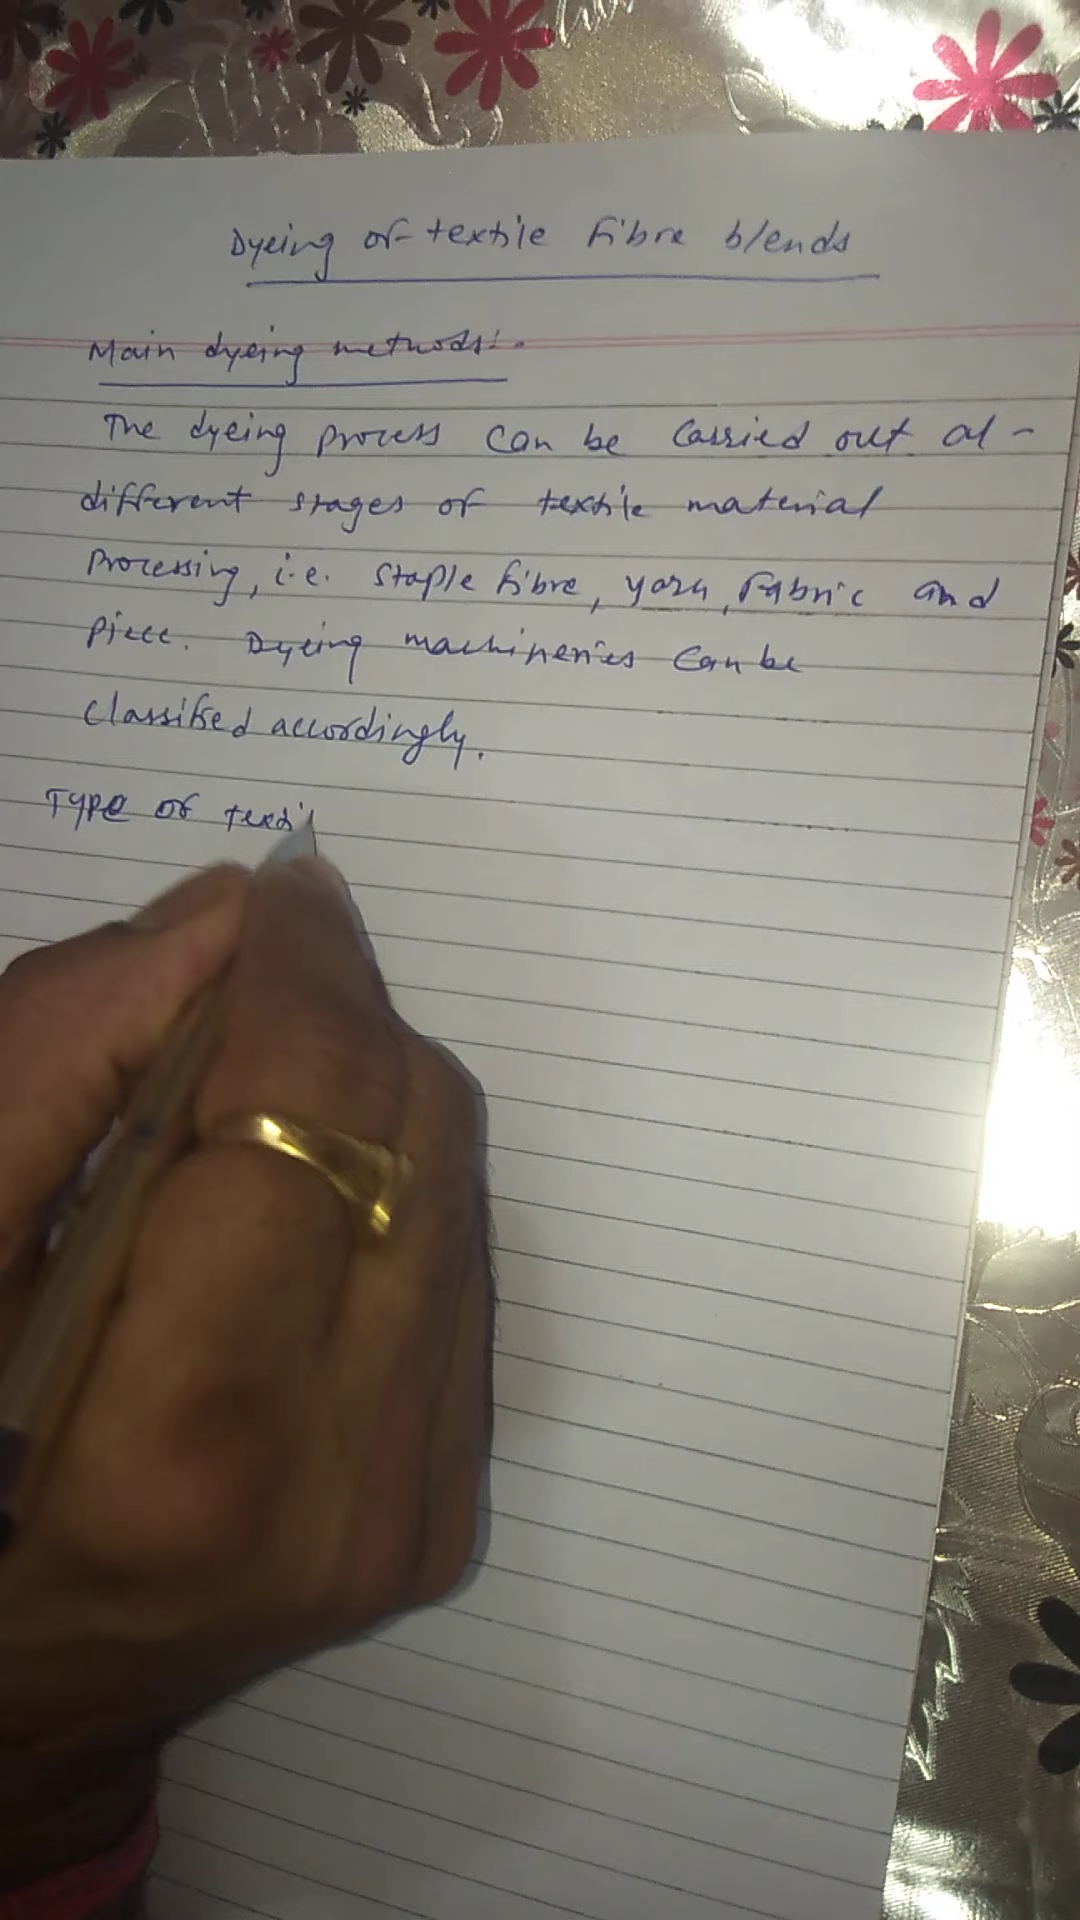 Dyeing of textile fibre blends
Main dyeing methods:-
The dyeing process can be carried out at
different stages of textile material
Processing, i.e. staple fibre, yarn, Fabric and
piece. Dyeing machineries can be
classified accordingly.
Type of texti